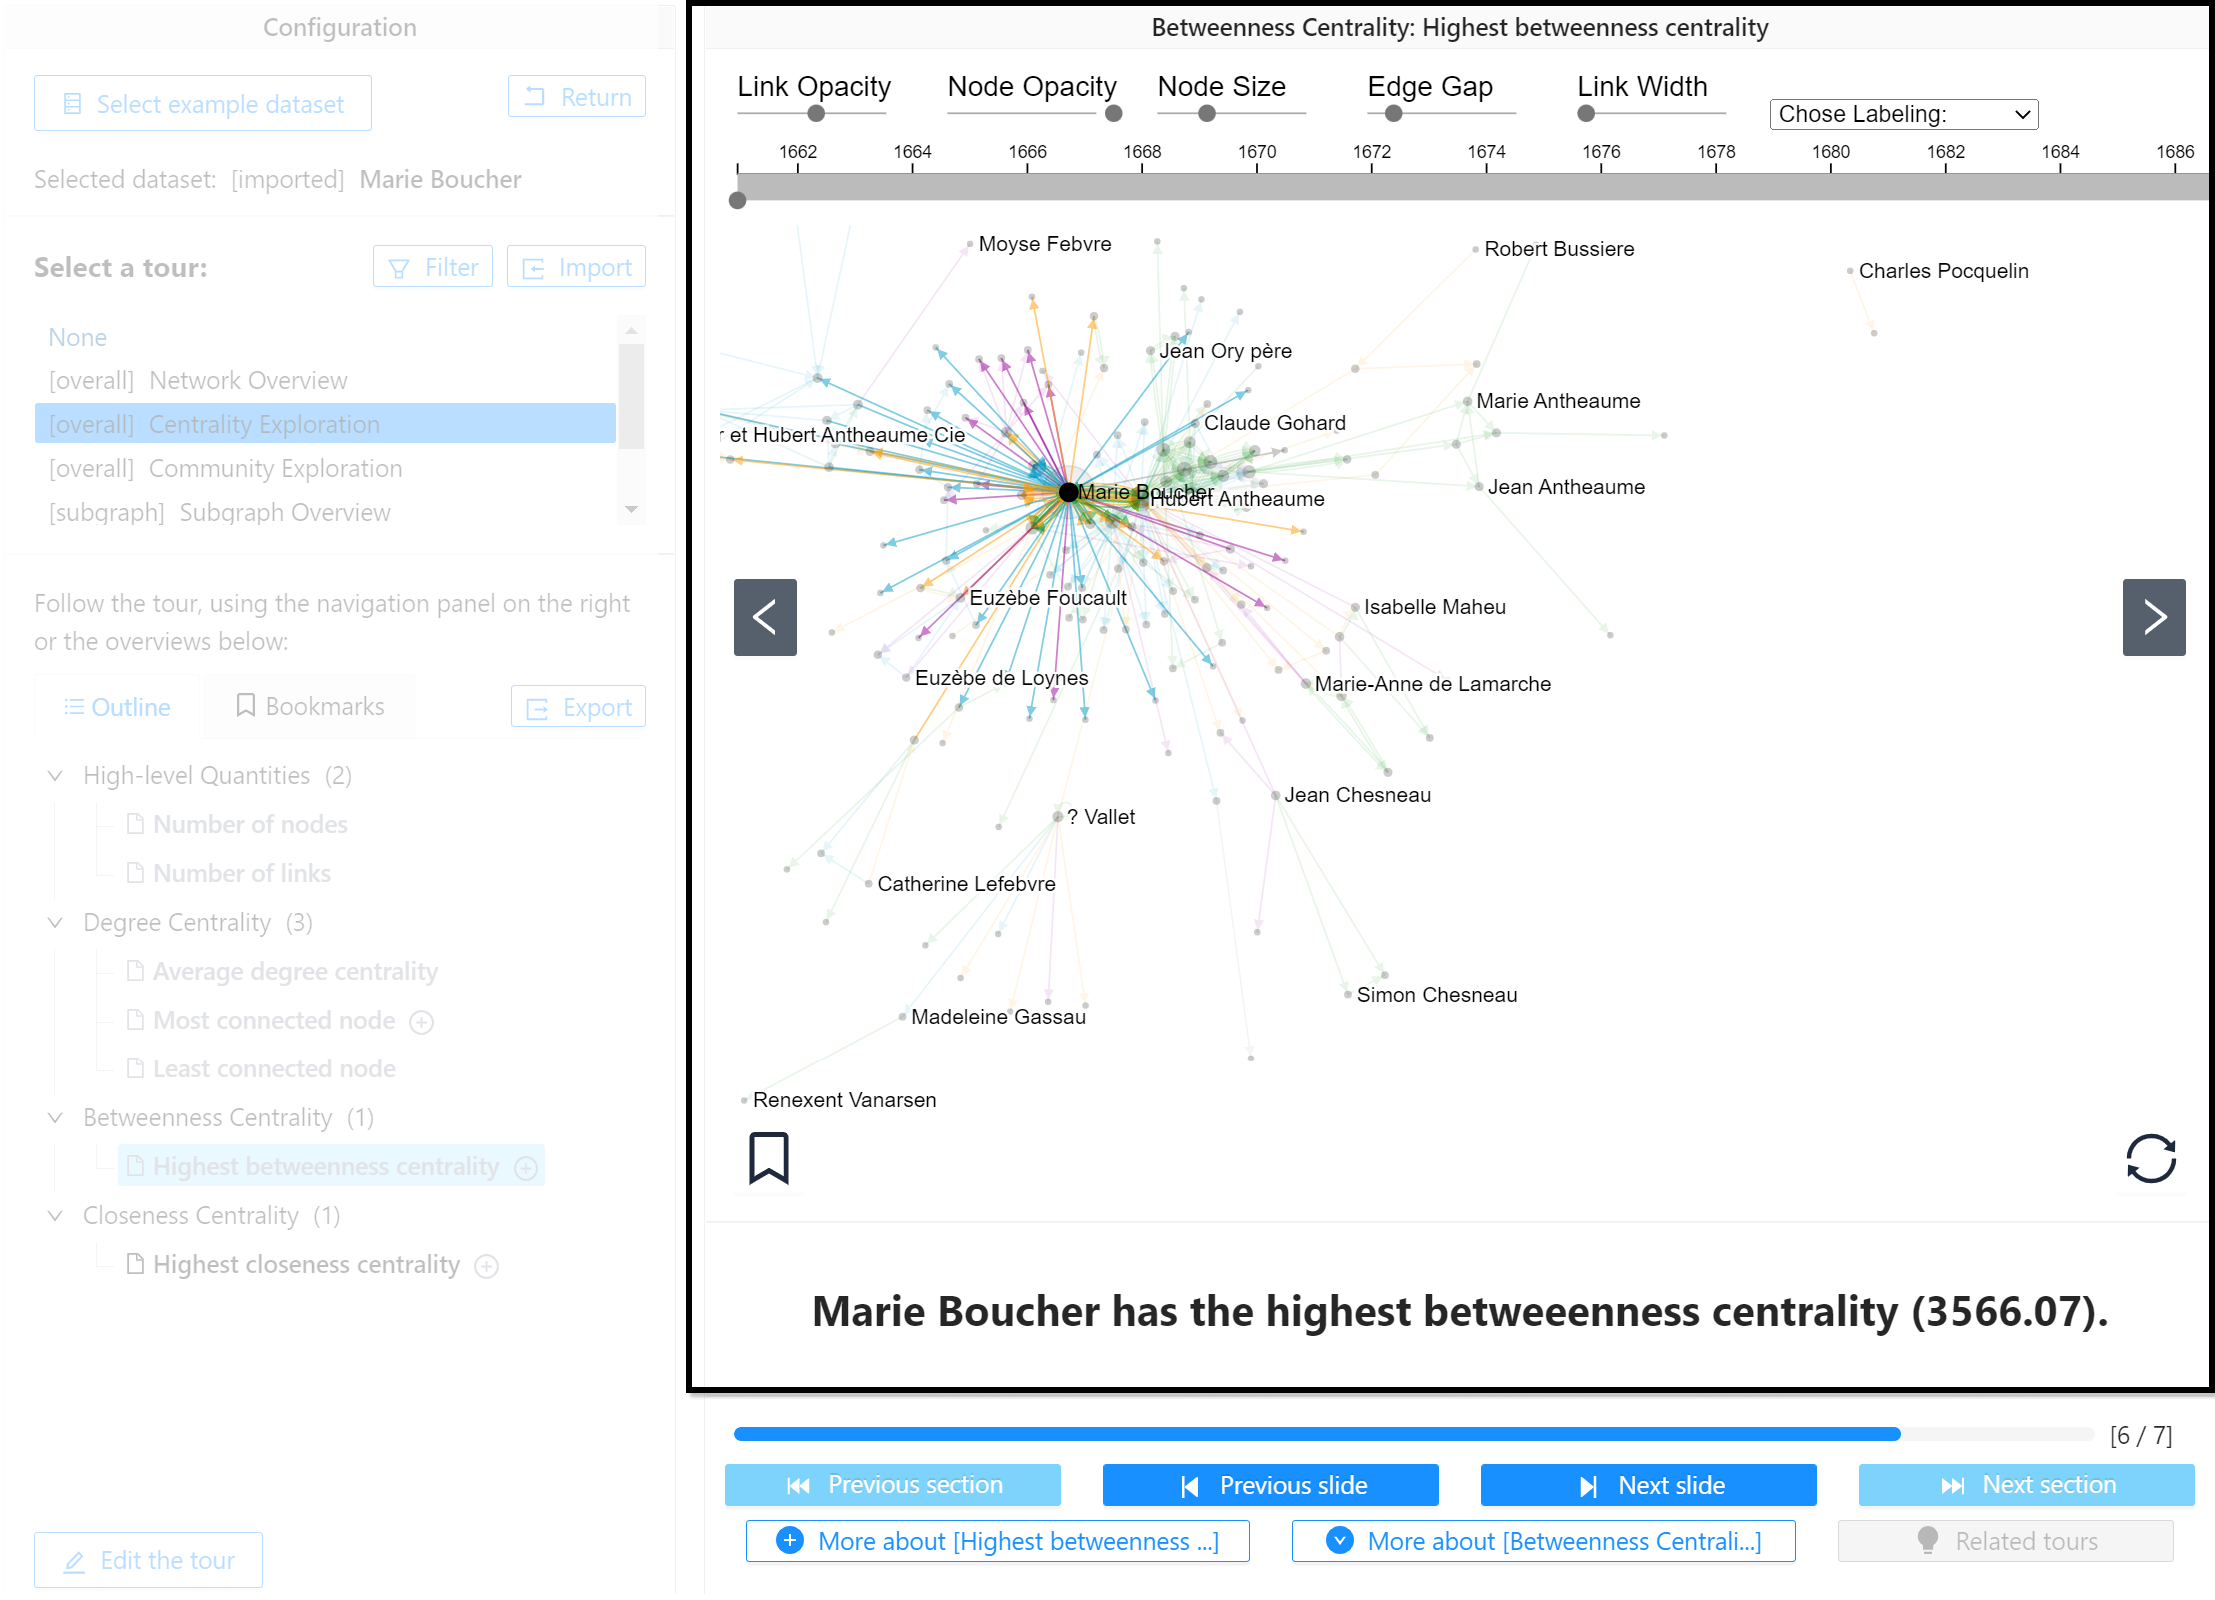 Configuration
Select example dataset
Return
Selected dataset: [imported] Marie Boucher
Select a tour:
Filter
Import
None
[overall] Network Overview
[overall] Centrality Exploration
[overall] Community Exploration
[subgraph] Subgraph Overview
Follow the tour, using the navigation panel on the right
or the overviews below:
Outline
Bookmarks
Export
High-level Quantities (2)
Number of nodes
Number of links
Degree Centrality (3)
Average degree centrality
Most connected node
Least connected node
Betweenness Centrality (1)
Highest betweenness centrality
Closeness Centrality (1)
Highest closeness centrality
Edit the tour
Betweenness Centrality: Highest betweenness centrality
Link Opacity
Node Opacity
Node Size
Edge Gap
Link Width
Chose Labeling:
1662 1664 1666 1668 1670 1672 1674 1676 1678 1680 1682 1684 1686
Moyse Febvre
Robert Bussiere
Charles Pocquelin
Jean Ory père
Marie Antheaume
Claude Gohard
r et Hubert Antheaume Cie
Jean Antheaume
Marie Boucher
Hubert Antheaume
Euzèbe Foucault
Isabelle Maheu
Euzèbe de Loynes
Marie-Anne de Lamarche
Jean Chesneau
? Vallet
Catherine Lefebvre
Simon Chesneau
Madeleine Gassau
Renexent Vanarsen
Marie Boucher has the highest betweeenness centrality (3566.07).
[6 / 7]
Previous section
Previous slide
Next slide
Next section
More about [Highest betweenness ...]
More about [Betweenness Centrali...]
Related tours